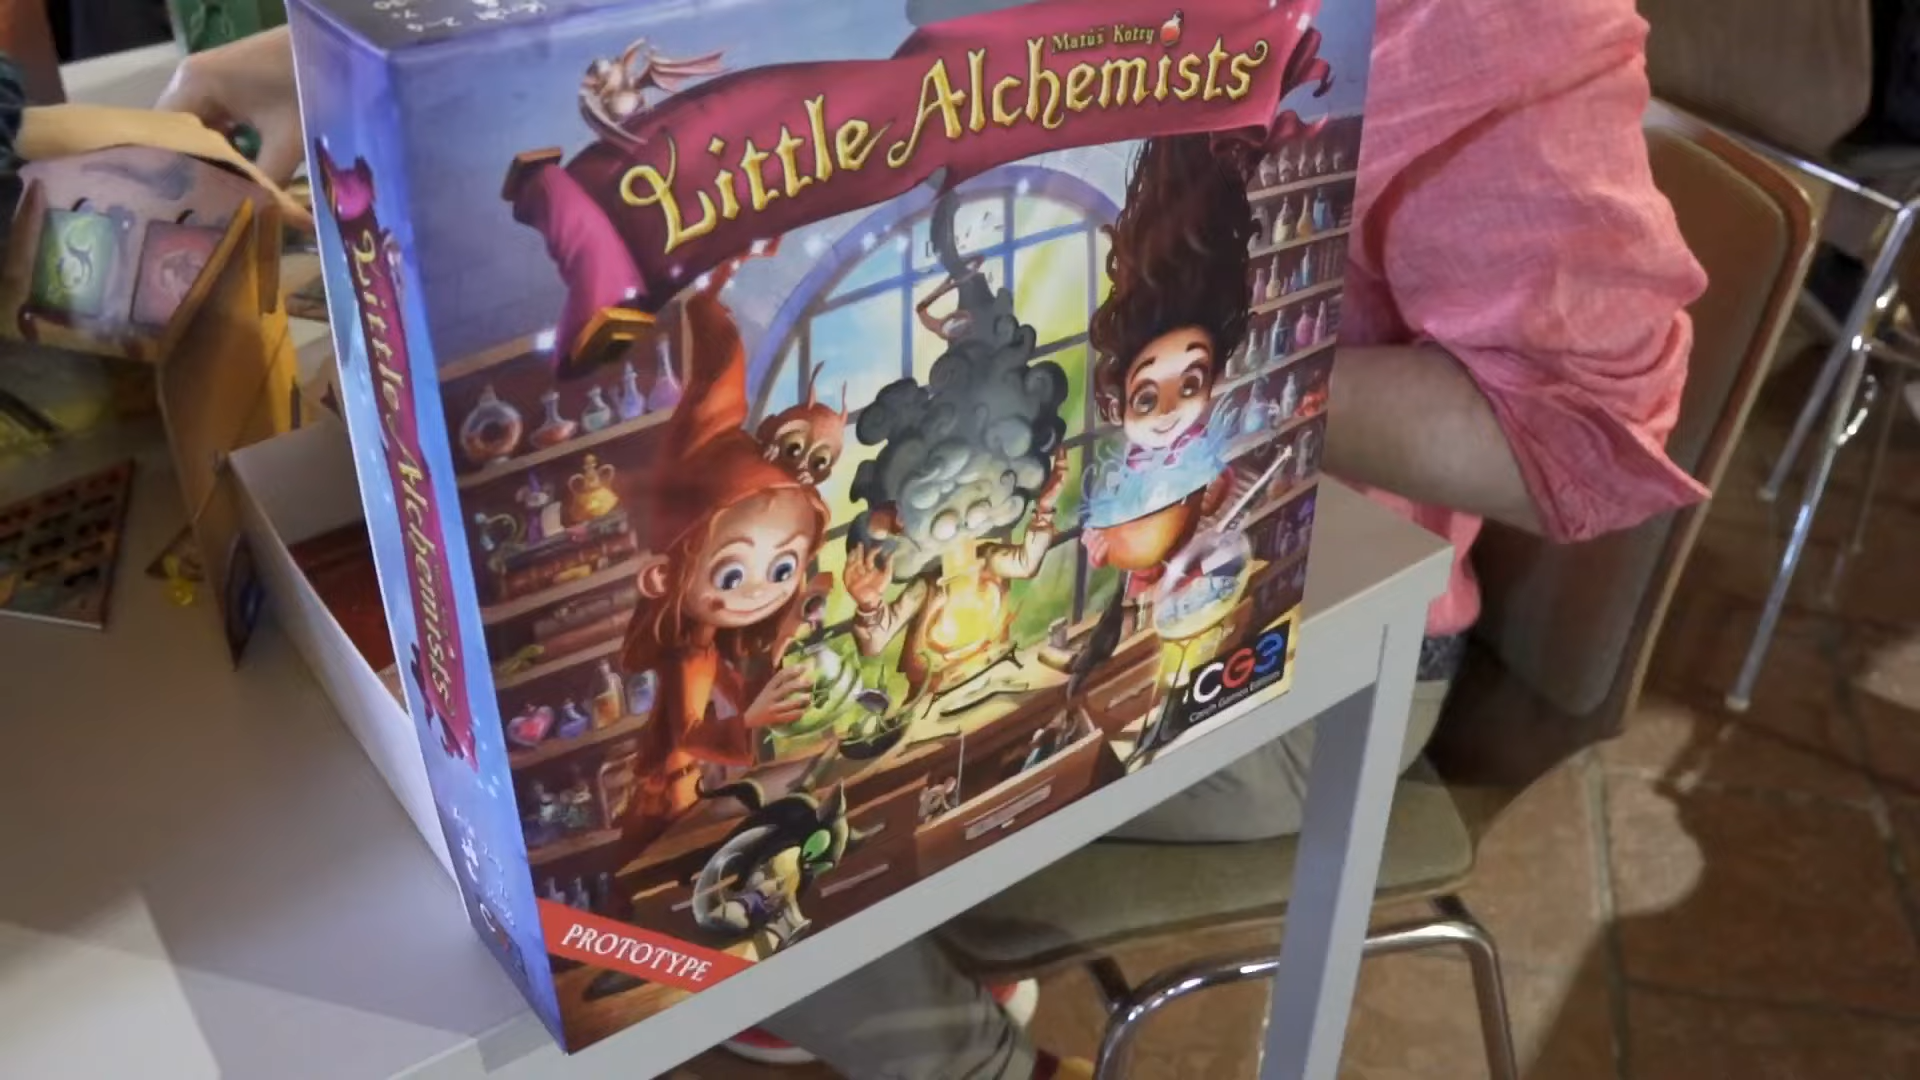 Matúš Kotry
Little Alchemists
Little Alchemists
CGE
Czech Games Edition
PROTOTYPE